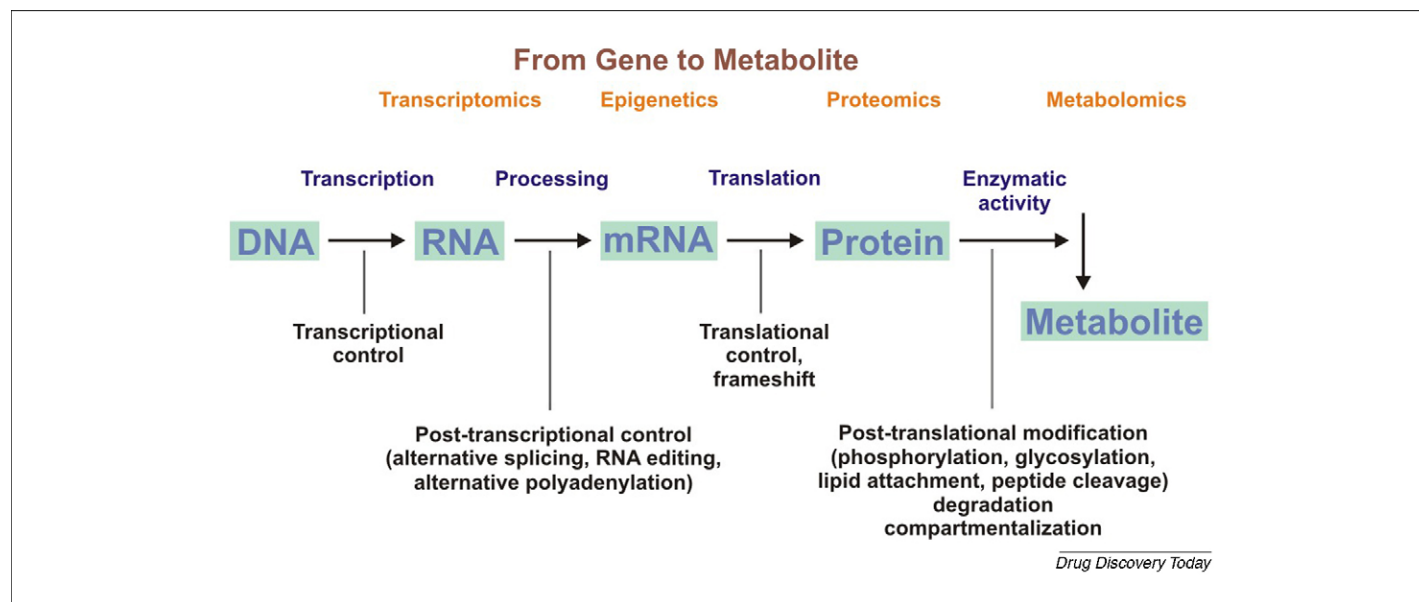 From Gene to Metabolite
Transcriptomics Epigenetics Proteomics Metabolomics
Transcription Processing Translation Enzymatic
activity
DNA RNA mRNA Protein
Metabolite
Transcriptional
control
Translational
control,
frameshift
Post-transcriptional control
(alternative splicing, RNA editing,
alternative polyadenylation)
Post-translational modification
(phosphorylation, glycosylation,
lipid attachment, peptide cleavage)
degradation
compartmentalization
Drug Discovery Today